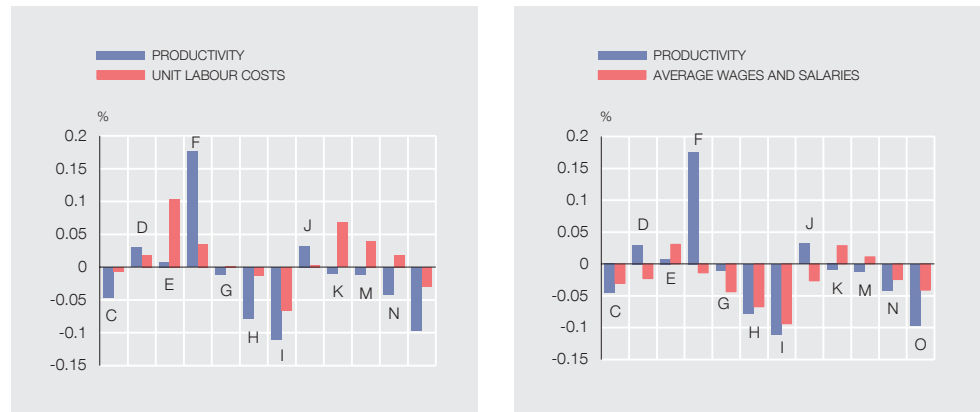 PRODUCTIVITY
UNIT LABOUR COSTS
%
0.2
0.15
0.1
0.05
0
-0.05
-0.1
-0.15
C
D
E
F
G
H
I
J
K
M
N
PRODUCTIVITY
AVERAGE WAGES AND SALARIES
%
0.2
0.15
0.1
0.05
0
-0.05
-0.1
-0.15
C
D
E
F
G
H
I
J
K
M
N
O